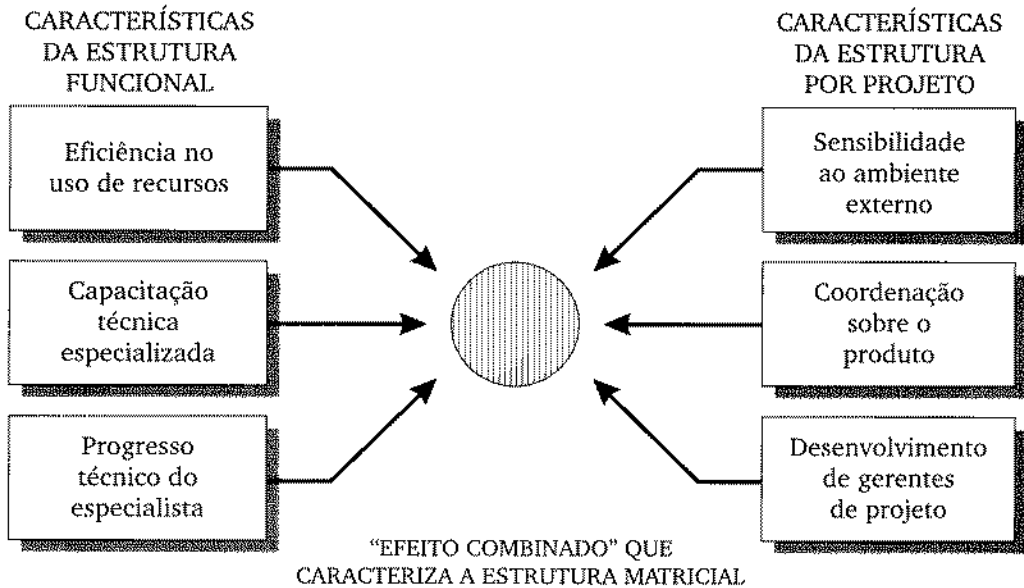 CARACTERÍSTICAS
DA ESTRUTURA
FUNCIONAL
Eficiência no
uso de recursos
Capacitação
técnica
especializada
Progresso
técnico do
especialista
CARACTERÍSTICAS
DA ESTRUTURA
POR PROJETO
Sensibilidade
ao ambiente
externo
Coordenação
sobre o
produto
Desenvolvimento
de gerentes
de projeto
“EFEITO COMBINADO” QUE
CARACTERIZA A ESTRUTURA MATRICIAL